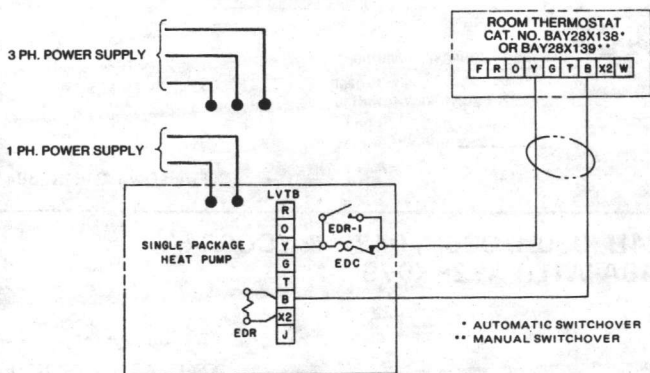 3 PH. POWER SUPPLY
1 PH. POWER SUPPLY
ROOM THERMOSTAT
CAT. NO. BAY28X138*
OR BAY28X139**
F R O Y G T B X2 W
LVTB
R
O
Y
G
T
B
X2
J
EDR-1
EDC
SINGLE PACKAGE
HEAT PUMP
EDR
* AUTOMATIC SWITCHOVER
** MANUAL SWITCHOVER